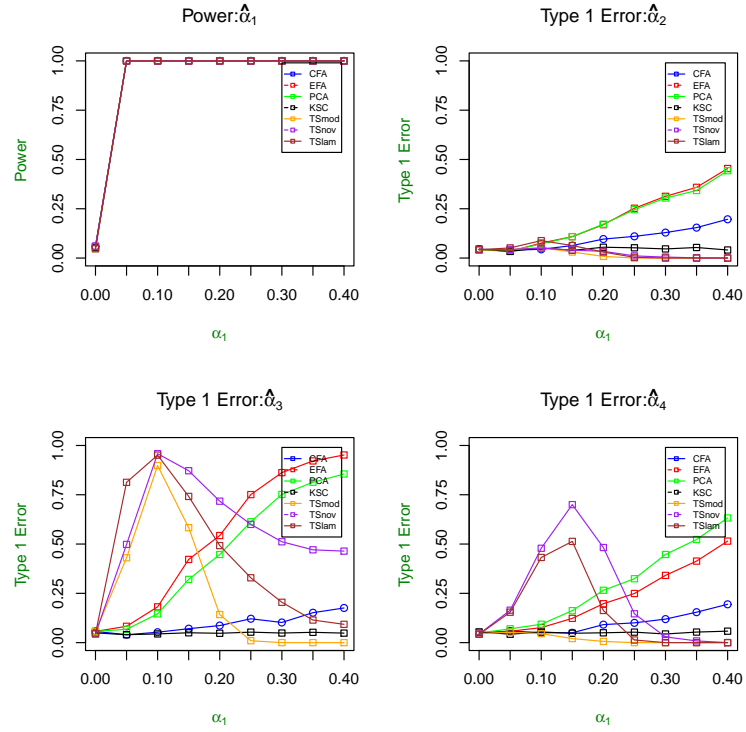 Power:α̂₁
Power
1.00
0.75
0.50
0.25
0.00
CFA
EFA
PCA
KSC
TSmod
TSnov
TSlam
0.00 0.10 0.20 0.30 0.40
α₁
Type 1 Error:α̂₂
Type 1 Error
1.00
0.75
0.50
0.25
0.00
CFA
EFA
PCA
KSC
TSmod
TSnov
TSlam
0.00 0.10 0.20 0.30 0.40
α₁
Type 1 Error:α̂₃
Type 1 Error
1.00
0.75
0.50
0.25
0.00
CFA
EFA
PCA
KSC
TSmod
TSnov
TSlam
0.00 0.10 0.20 0.30 0.40
α₁
Type 1 Error:α̂₄
Type 1 Error
1.00
0.75
0.50
0.25
0.00
CFA
EFA
PCA
KSC
TSmod
TSnov
TSlam
0.00 0.10 0.20 0.30 0.40
α₁